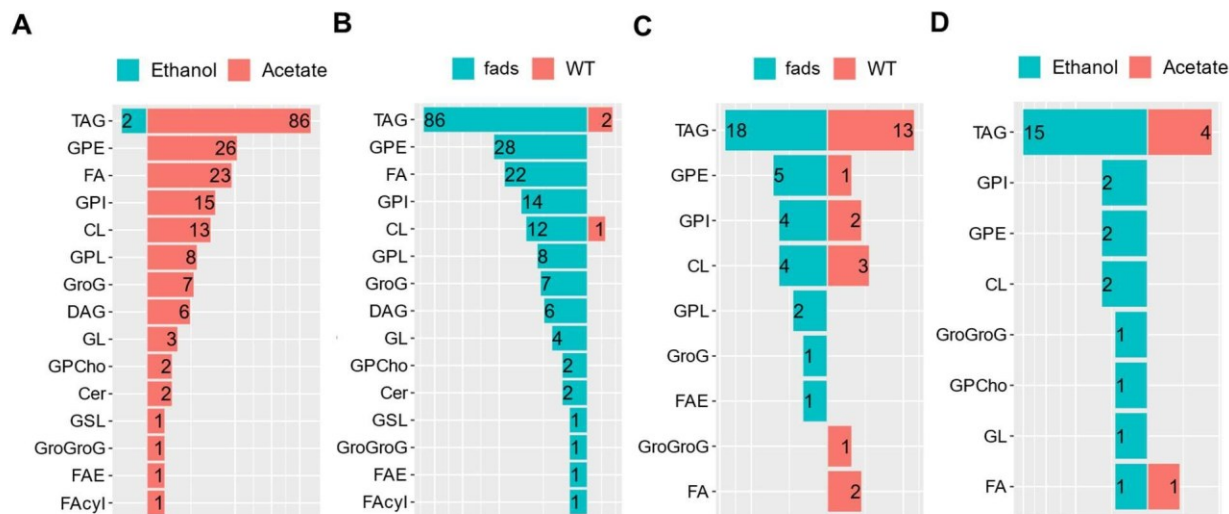 A
Ethanol Acetate
TAG 2 86
GPE 26
FA 23
GPI 15
CL 13
GPL 8
GroG 7
DAG 6
GL 3
GPCho 2
Cer 2
GSL 1
GroGroG 1
FAE 1
FAcyl 1
B
fads WT
TAG 86 2
GPE 28
FA 22
GPI 14
CL 12 1
GPL 8
GroG 7
DAG 6
GL 4
GPCho 2
Cer 2
GSL 1
GroGroG 1
FAE 1
FAcyl 1
C
fads WT
TAG 18 13
GPE 5 1
GPI 4 2
CL 4 3
GPL 2
GroG 1
FAE 1
GroGroG 1
FA 2
D
Ethanol Acetate
TAG 15 4
GPI 2
GPE 2
CL 2
GroGroG 1
GPCho 1
GL 1
FA 1 1